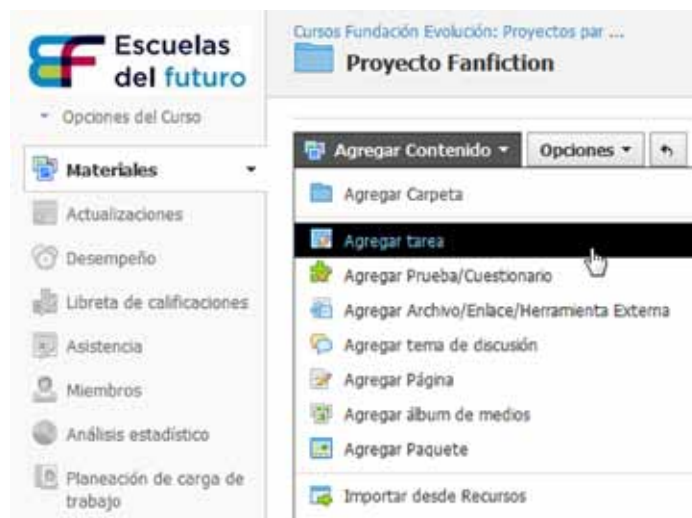 Escuelas
del futuro
Opciones del Curso
Materiales
Actualizaciones
Desempeño
Libreta de calificaciones
Asistencia
Miembros
Análisis estadístico
Planeación de carga de
trabajo
Cursos Fundación Evolución: Proyectos par ...
Proyecto Fanfiction
Agregar Contenido
Opciones
Agregar Carpeta
Agregar tarea
Agregar Prueba/Cuestionario
Agregar Archivo/Enlace/Herramienta Externa
Agregar tema de discusión
Agregar Página
Agregar álbum de medios
Agregar Paquete
Importar desde Recursos